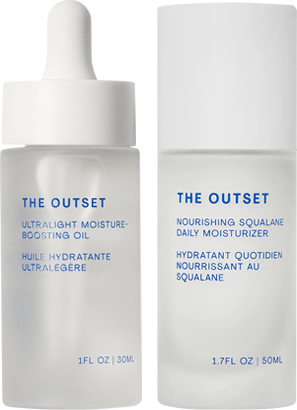 THE OUTSET
ULTRALIGHT MOISTURE-
BOOSTING OIL
HUILE HYDRATANTE
ULTRALÉGÈRE
1FL OZ | 30ML
THE OUTSET
NOURISHING SQUALANE
DAILY MOISTURIZER
HYDRATANT QUOTIDIEN
NOURRISSANT AU
SQUALANE
1.7FL OZ | 50ML